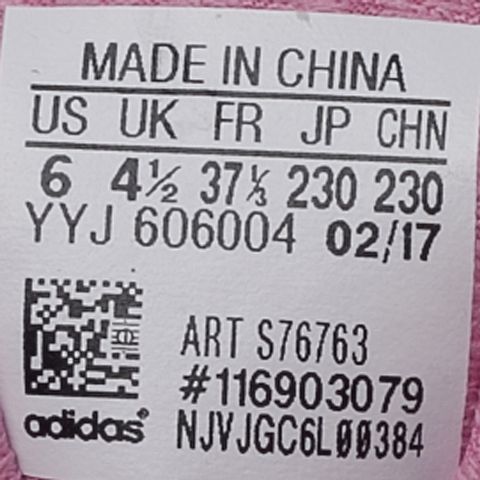 MADE IN CHINA
US UK FR JP CHN
6 4½ 37⅓ 230 230
YYJ 606004 02/17
ART S76763
#116903079
adidas® NJVJGC6L00384